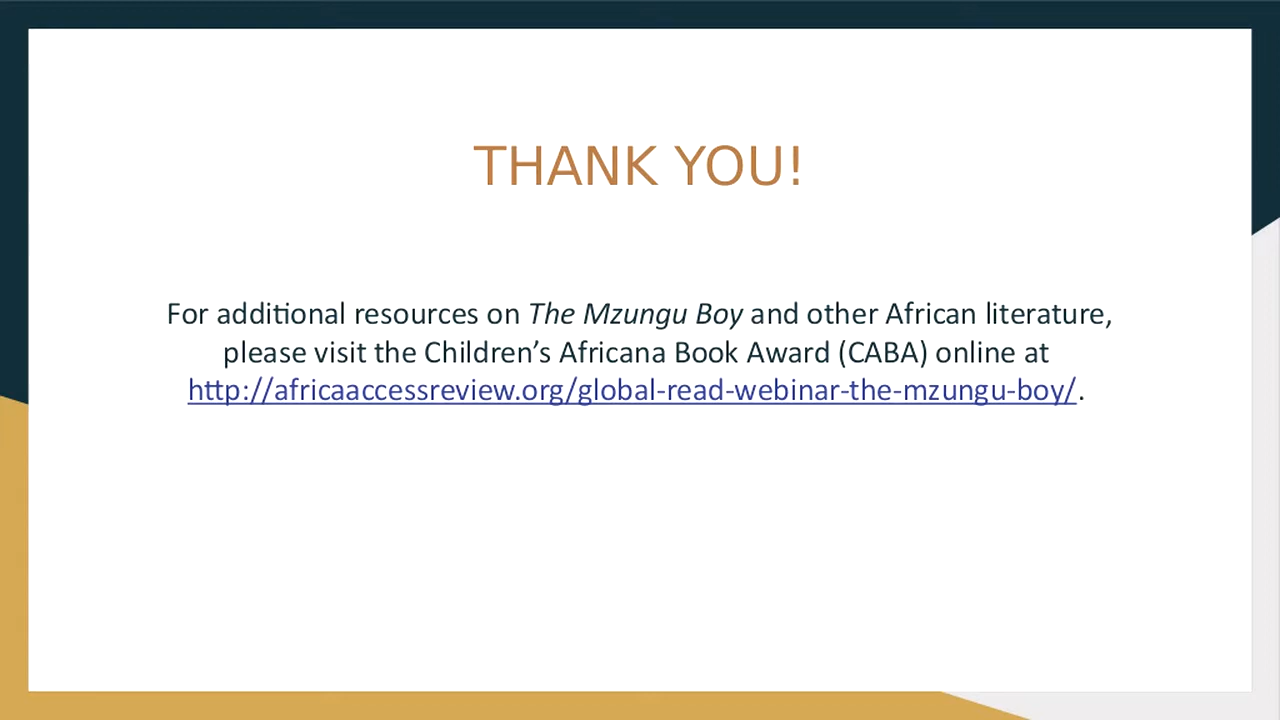 THANK YOU!
For additional resources on The Mzungu Boy and other African literature,
please visit the Children’s Africana Book Award (CABA) online at
http://africaaccessreview.org/global-read-webinar-the-mzungu-boy/.